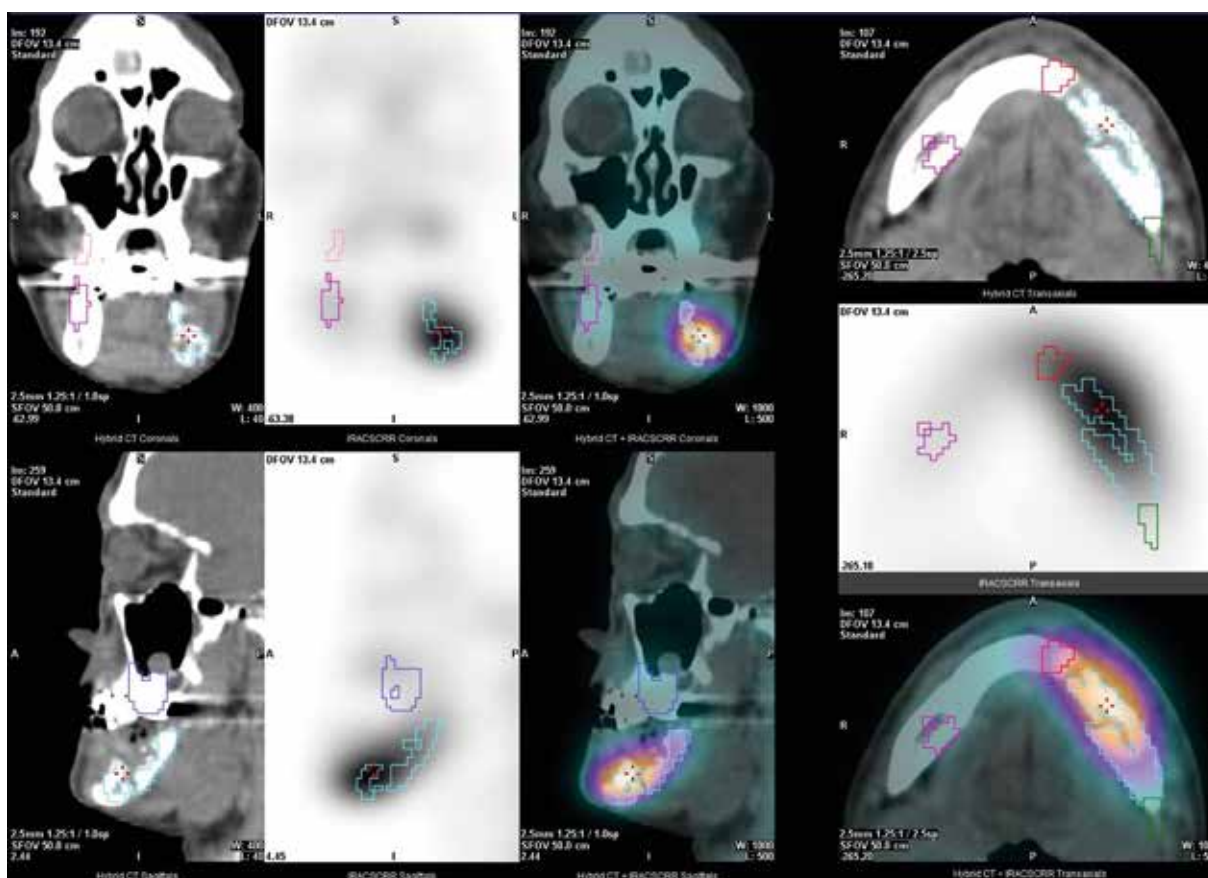 Im: 192
DFOV 13.4 cm
Standard
S
R
L
2.5mm 1.25:1 / 1.0sp
SFOV 50.0 cm
-62.99
I
W: 400
L: 40
Hybrid CT Coronals
DFOV 13.4 cm
S
R
L
-63.38
I
IRACSCRR Coronals
Im: 192
DFOV 13.4 cm
Standard
S
R
L
2.5mm 1.25:1 / 1.0sp
SFOV 50.0 cm
-62.99
I
W: 1000
L: 500
Hybrid CT + IRACSCRR Coronals
Im: 107
DFOV 13.4 cm
Standard
A
R
2.5mm 1.25:1 / 2.5sp
SFOV 50.0 cm
-265.20
P
L:
Hybrid CT Transaxials
DFOV 13.4 cm
A
R
-265.18
P
IRACSCRR Transaxials
Im: 107
DFOV 13.4 cm
Standard
A
R
2.5mm 1.25:1 / 2.5sp
SFOV 50.0 cm
-265.20
P
Hybrid CT + IRACSCRR Transaxials
Im: 259
DFOV 13.4 cm
Standard
S
A
P
2.5mm 1.25:1 / 1.0sp
SFOV 50.0 cm
2.44
I
W: 400
L: 40
Hybrid CT Sagittals
DFOV 13.4 cm
S
A
P
4.45
I
IRACSCRR Sagittals
Im: 259
DFOV 13.4 cm
Standard
S
A
P
2.5mm 1.25:1 / 1.0sp
SFOV 50.0 cm
2.44
I
W: 1000
L: 500
Hybrid CT + IRACSCRR Sagittals